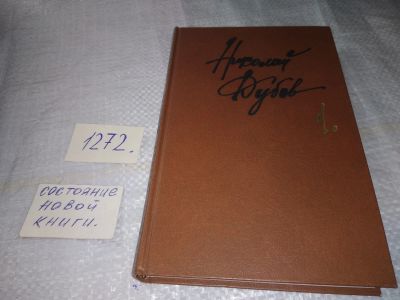 Николай
Дубов
1.
1272.
состояние
новой
книги.